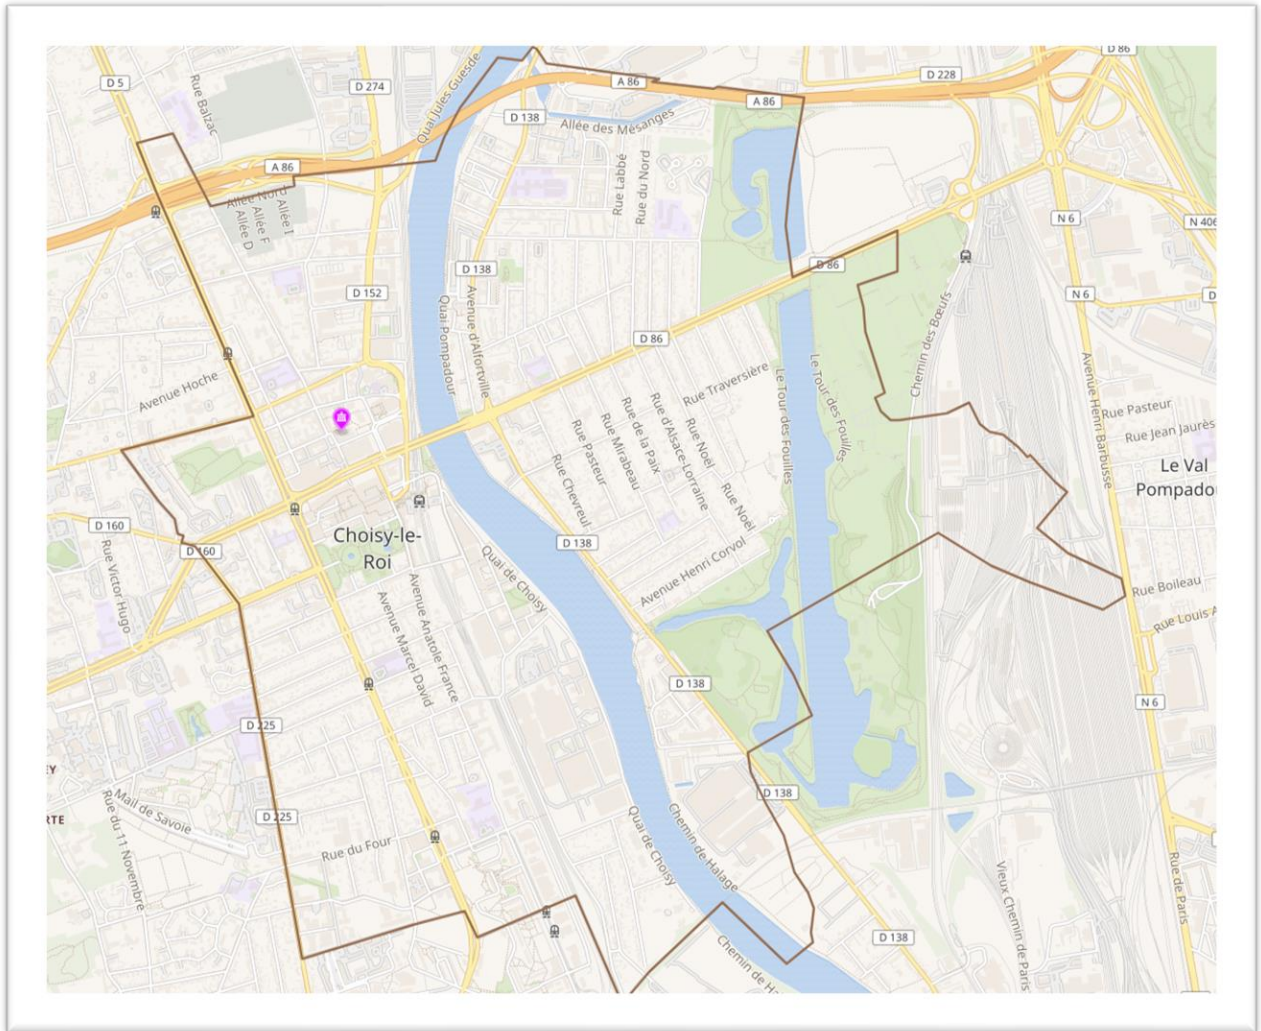 D 86
D 5
D 274
Rue Balzac
Quai Jules Guesde
A 86
D 228
A 86
D 138
Allée des Mésanges
A 86
Rue Labbé
Rue du Nord
Allée Nord
Allée I
Allée F
Allée D
N 6
N 406
D 138
D 86
D 152
N 6
D
Quai Pompadour
Avenue d'Alfortville
D 86
Chemin des Bœufs
Avenue Hoche
Rue Traversière
Le Tour des Fouilles
Le Tour des Fouilles
Avenue Henri Barbusse
Rue Pasteur
Rue Jean Jaurès
Rue Pasteur
Rue Mirabeau
Rue de la Paix
Rue d'Alsace-Lorraine
Rue Noël
Rue Noël
Rue Chevreul
Le Val
Pompado
D 160
D 160
Choisy-le-
Roi
D 138
Rue Victor Hugo
Quai de Choisy
Avenue Henri Corvol
Avenue Anatole France
Avenue Marcel David
Rue Boileau
Rue Louis A
D 138
N 6
D 225
EY
RTE
Mail de Savoie
Rue du 11 Novembre
D 225
D 138
Rue du Four
Quai de Choisy
Chemin de Halage
Vieux Chemin de Paris
Rue de Paris
D 138
Chemin de Ha